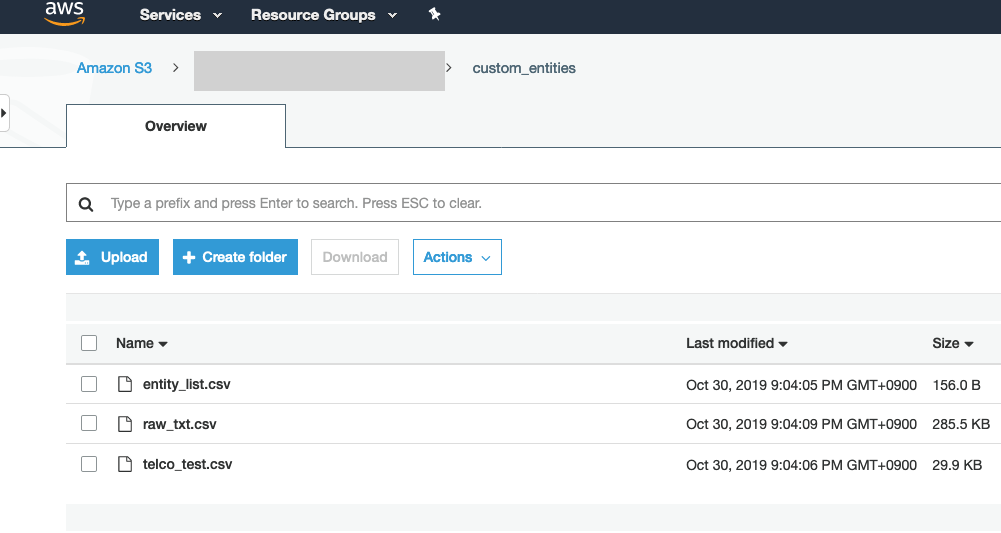 aws Services Resource Groups
Amazon S3 custom_entities
Overview
Type a prefix and press Enter to search. Press ESC to clear.
Upload Create folder Download Actions
Name Last modified Size
entity_list.csv Oct 30, 2019 9:04:05 PM GMT+0900 156.0 B
raw_txt.csv Oct 30, 2019 9:04:09 PM GMT+0900 285.5 KB
telco_test.csv Oct 30, 2019 9:04:06 PM GMT+0900 29.9 KB